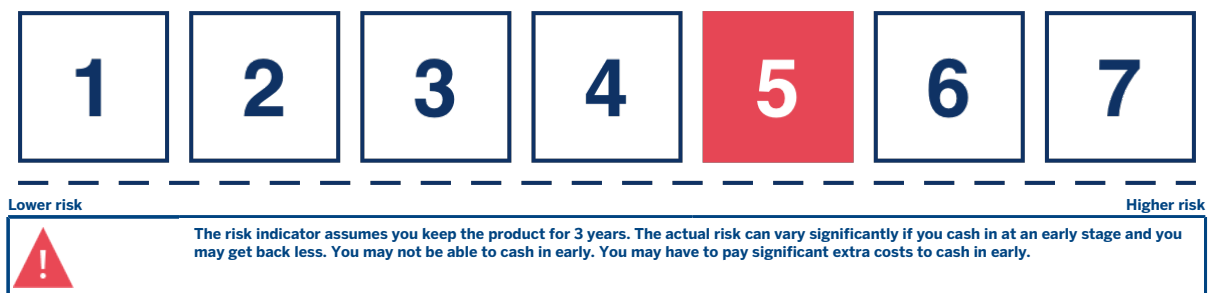 1 2 3 4 5 6 7
Lower risk Higher risk
The risk indicator assumes you keep the product for 3 years. The actual risk can vary significantly if you cash in at an early stage and you
may get back less. You may not be able to cash in early. You may have to pay significant extra costs to cash in early.
!